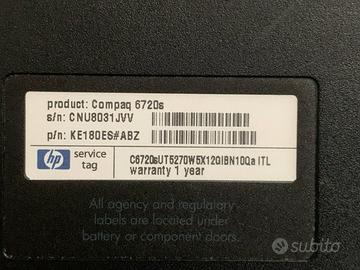 product: Compaq 6720s
s/n: CNU8031JVV
p/n: KE180ES#ABZ
hp
service
tag
C6720sUT5270W5X12QIBN10Qa ITL
warranty 1 year
All agency and regulatory
labels are located under
battery or component doors.
subito